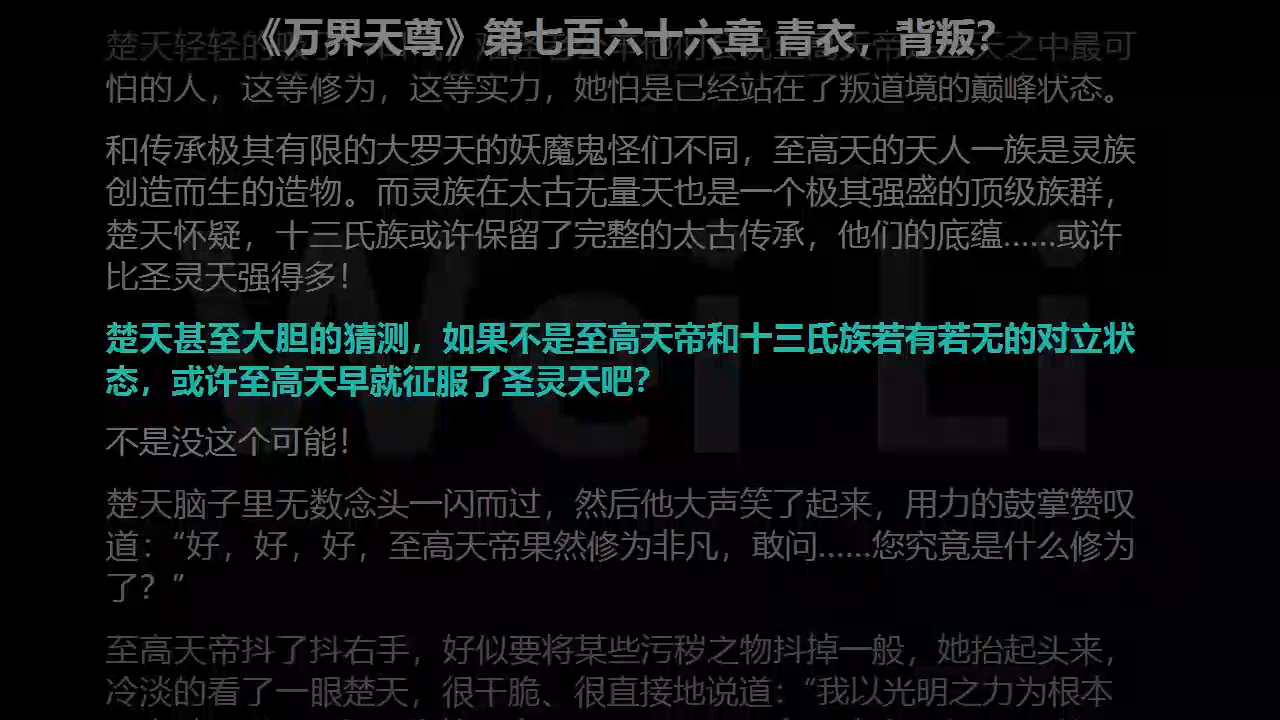 《万界天尊》第七百六十六章 青衣，背叛？
楚天轻轻的
之中最可
怕的人，这等修为，这等实力，她怕是已经站在了叛道境的巅峰状态。
和传承极其有限的大罗天的妖魔鬼怪们不同，至高天的天人一族是灵族
创造而生的造物。而灵族在太古无量天也是一个极其强盛的顶级族群，
楚天怀疑，十三氏族或许保留了完整的太古传承，他们的底蕴……或许
比圣灵天强得多！
楚天甚至大胆的猜测，如果不是至高天帝和十三氏族若有若无的对立状
态，或许至高天早就征服了圣灵天吧？
不是没这个可能！
楚天脑子里无数念头一闪而过，然后他大声笑了起来，用力的鼓掌赞叹
道：“好，好，好，至高天帝果然修为非凡，敢问……您究竟是什么修为
了？”
至高天帝抖了抖右手，好似要将某些污秽之物抖掉一般，她抬起头来，
冷淡的看了一眼楚天，很干脆、很直接地说道：“我以光明之力为根本
Wei Li